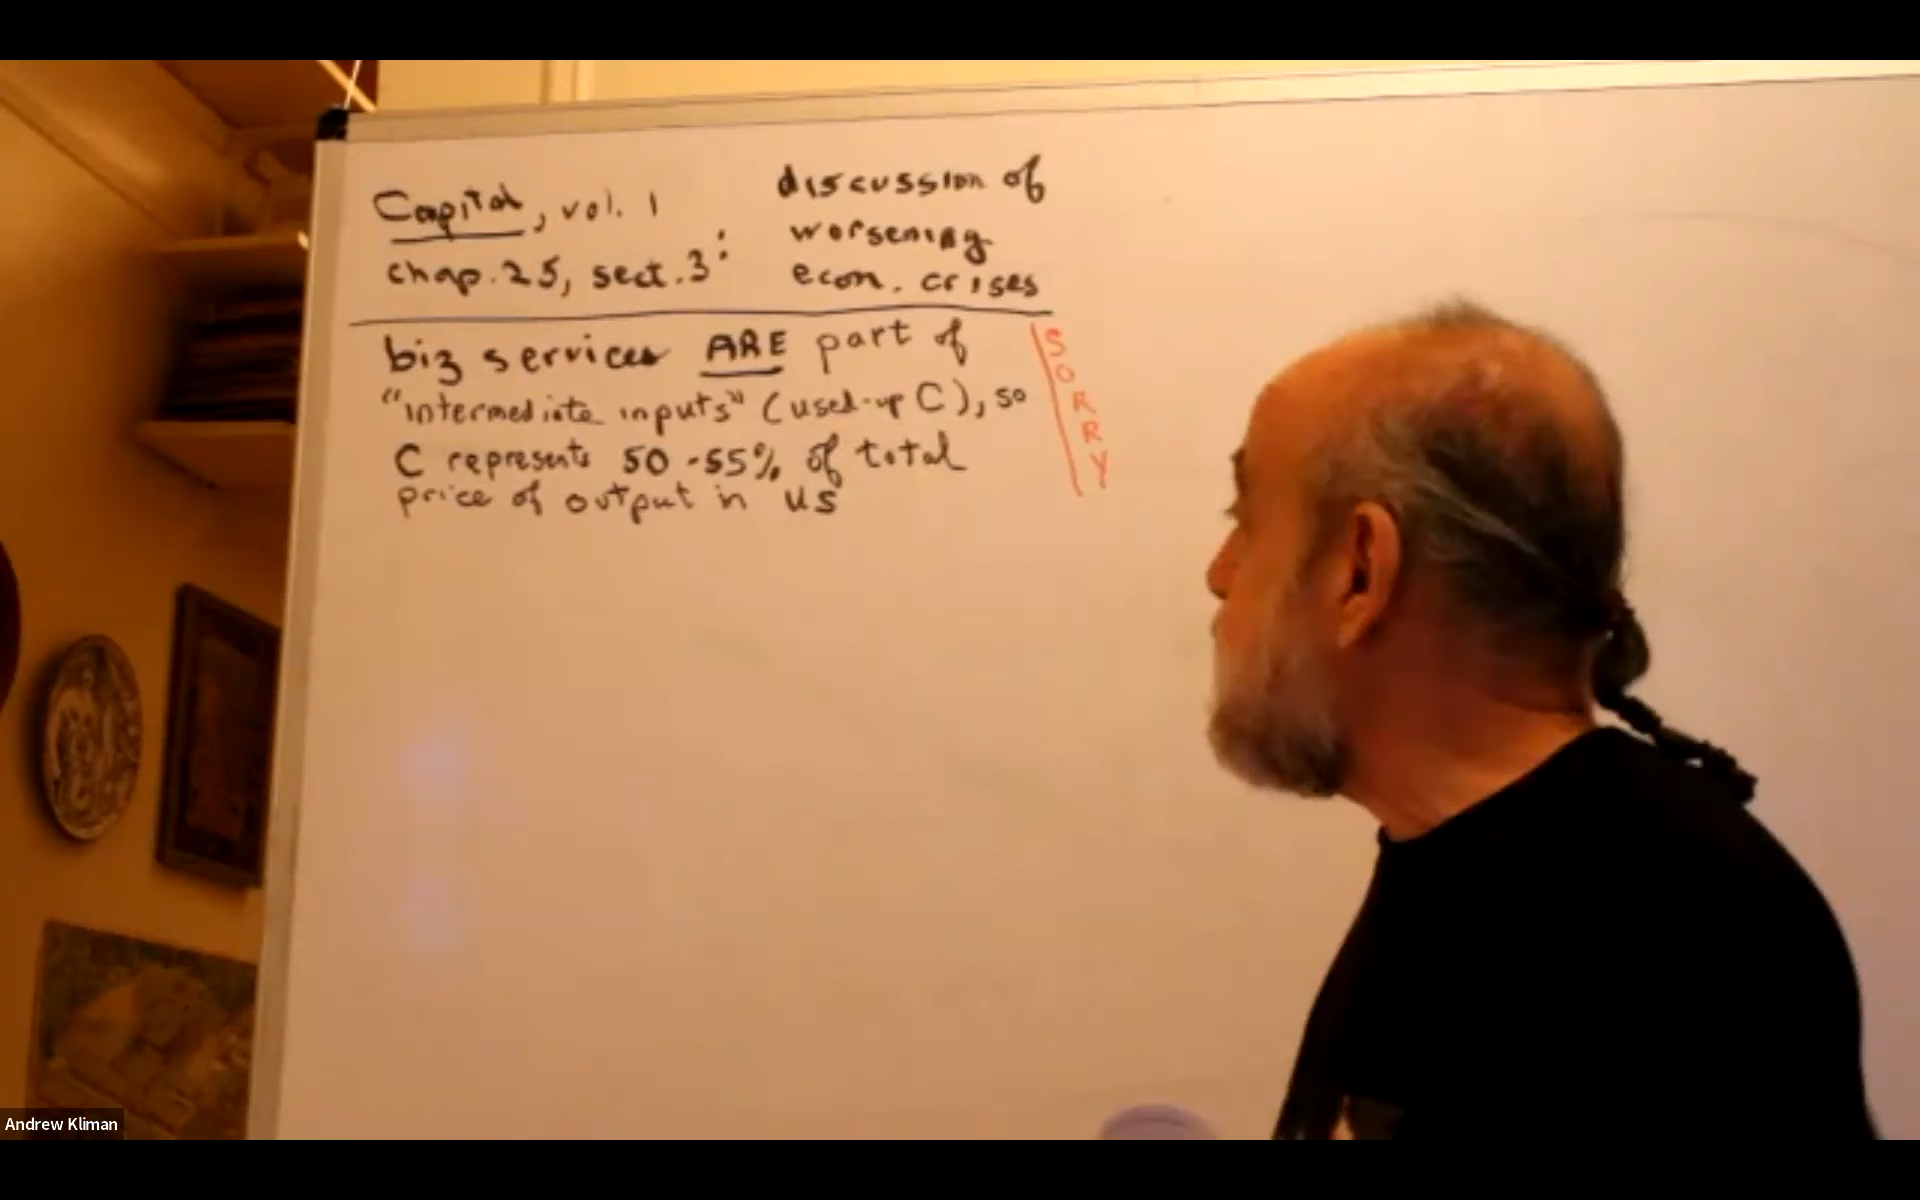 Capital, vol. 1
chap. 25, sect. 3:
discussion of
worsening
econ. crises
biz services ARE part of
"intermediate inputs" (used-up C), so
C represents 50-55% of total
price of output in US
SORRY
Andrew Kliman